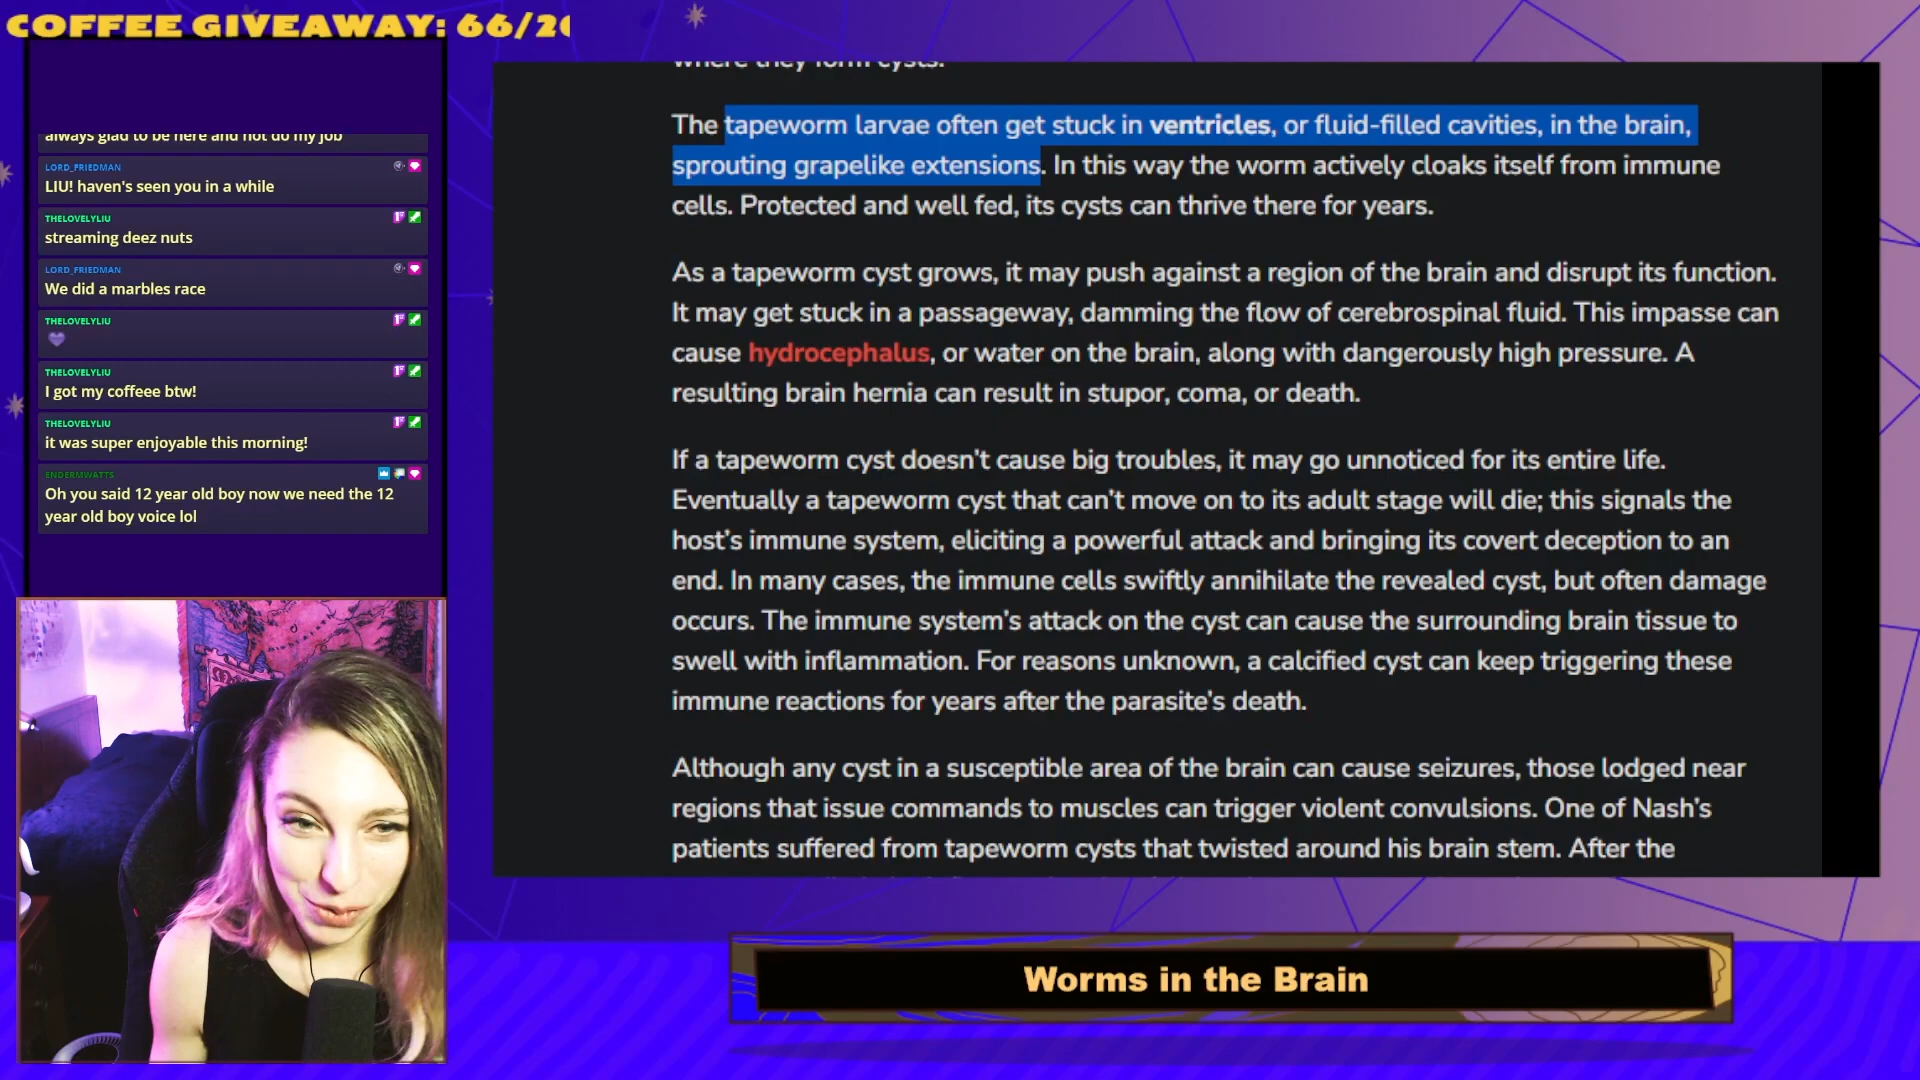 COFFEE GIVEAWAY: 66/20
always glad to be here and not do my job
LORD_FRIEDMAN
LIU! haven's seen you in a while
THELOVELYLIU
streaming deez nuts
LORD_FRIEDMAN
We did a marbles race
THELOVELYLIU
THELOVELYLIU
I got my coffeee btw!
THELOVELYLIU
it was super enjoyable this morning!
ENDERMWATTS
Oh you said 12 year old boy now we need the 12
year old boy voice lol
where they form cysts.
The tapeworm larvae often get stuck in ventricles, or fluid-filled cavities, in the brain,
sprouting grapelike extensions. In this way the worm actively cloaks itself from immune
cells. Protected and well fed, its cysts can thrive there for years.
As a tapeworm cyst grows, it may push against a region of the brain and disrupt its function.
It may get stuck in a passageway, damming the flow of cerebrospinal fluid. This impasse can
cause hydrocephalus, or water on the brain, along with dangerously high pressure. A
resulting brain hernia can result in stupor, coma, or death.
If a tapeworm cyst doesn't cause big troubles, it may go unnoticed for its entire life.
Eventually a tapeworm cyst that can't move on to its adult stage will die; this signals the
host's immune system, eliciting a powerful attack and bringing its covert deception to an
end. In many cases, the immune cells swiftly annihilate the revealed cyst, but often damage
occurs. The immune system's attack on the cyst can cause the surrounding brain tissue to
swell with inflammation. For reasons unknown, a calcified cyst can keep triggering these
immune reactions for years after the parasite's death.
Although any cyst in a susceptible area of the brain can cause seizures, those lodged near
regions that issue commands to muscles can trigger violent convulsions. One of Nash's
patients suffered from tapeworm cysts that twisted around his brain stem. After the
Worms in the Brain